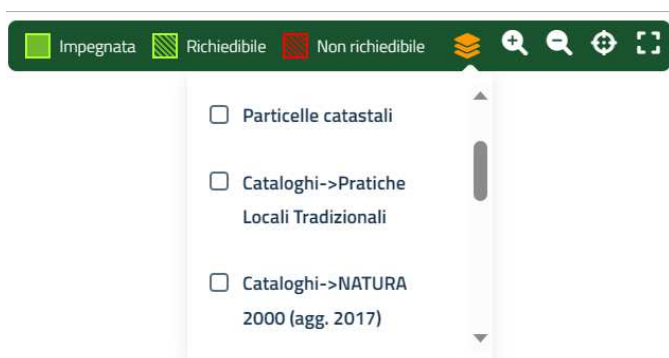 Impegnata Richiedibile Non richiedibile
Particelle catastali
Cataloghi->Pratiche
Locali Tradizionali
Cataloghi->NATURA
2000 (agg. 2017)